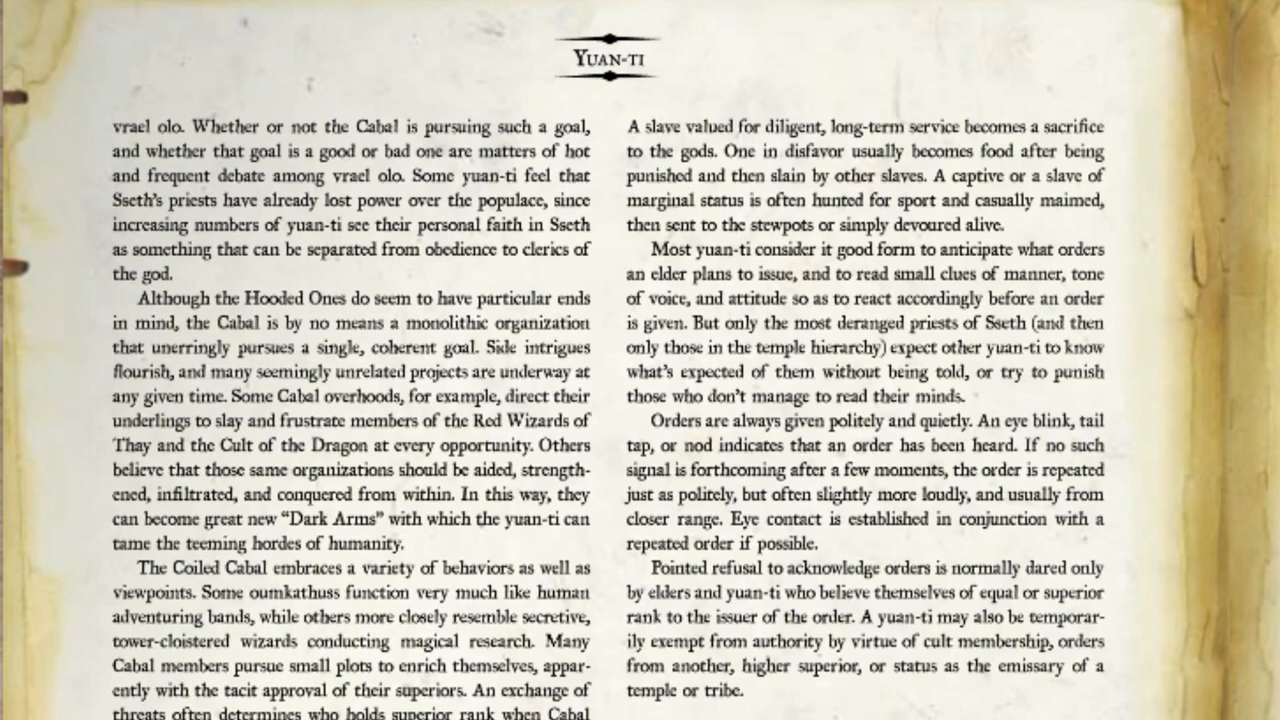 Yuan-ti
vrael olo. Whether or not the Cabal is pursuing such a goal,
and whether that goal is a good or bad one are matters of hot
and frequent debate among vrael olo. Some yuan-ti feel that
Sseth's priests have already lost power over the populace, since
increasing numbers of yuan-ti see their personal faith in Sseth
as something that can be separated from obedience to clerics of
the god.
Although the Hooded Ones do seem to have particular ends
in mind, the Cabal is by no means a monolithic organization
that unerringly pursues a single, coherent goal. Side intrigues
flourish, and many seemingly unrelated projects are underway at
any given time. Some Cabal overhoods, for example, direct their
underlings to slay and frustrate members of the Red Wizards of
Thay and the Cult of the Dragon at every opportunity. Others
believe that those same organizations should be aided, strength-
ened, infiltrated, and conquered from within. In this way, they
can become great new “Dark Arms” with which the yuan-ti can
tame the teeming hordes of humanity.
The Coiled Cabal embraces a variety of behaviors as well as
viewpoints. Some oumkathuss function very much like human
adventuring bands, while others more closely resemble secretive,
tower-cloistered wizards conducting magical research. Many
Cabal members pursue small plots to enrich themselves, appar-
ently with the tacit approval of their superiors. An exchange of
threats often determines who holds superior rank when Cabal
A slave valued for diligent, long-term service becomes a sacrifice
to the gods. One in disfavor usually becomes food after being
punished and then slain by other slaves. A captive or a slave of
marginal status is often hunted for sport and casually maimed,
then sent to the stewpots or simply devoured alive.
Most yuan-ti consider it good form to anticipate what orders
an elder plans to issue, and to read small clues of manner, tone
of voice, and attitude so as to react accordingly before an order
is given. But only the most deranged priests of Sseth (and then
only those in the temple hierarchy) expect other yuan-ti to know
what's expected of them without being told, or try to punish
those who don't manage to read their minds.
Orders are always given politely and quietly. An eye blink, tail
tap, or nod indicates that an order has been heard. If no such
signal is forthcoming after a few moments, the order is repeated
just as politely, but often slightly more loudly, and usually from
closer range. Eye contact is established in conjunction with a
repeated order if possible.
Pointed refusal to acknowledge orders is normally dared only
by elders and yuan-ti who believe themselves of equal or superior
rank to the issuer of the order. A yuan-ti may also be temporar-
ily exempt from authority by virtue of cult membership, orders
from another, higher superior, or status as the emissary of a
temple or tribe.